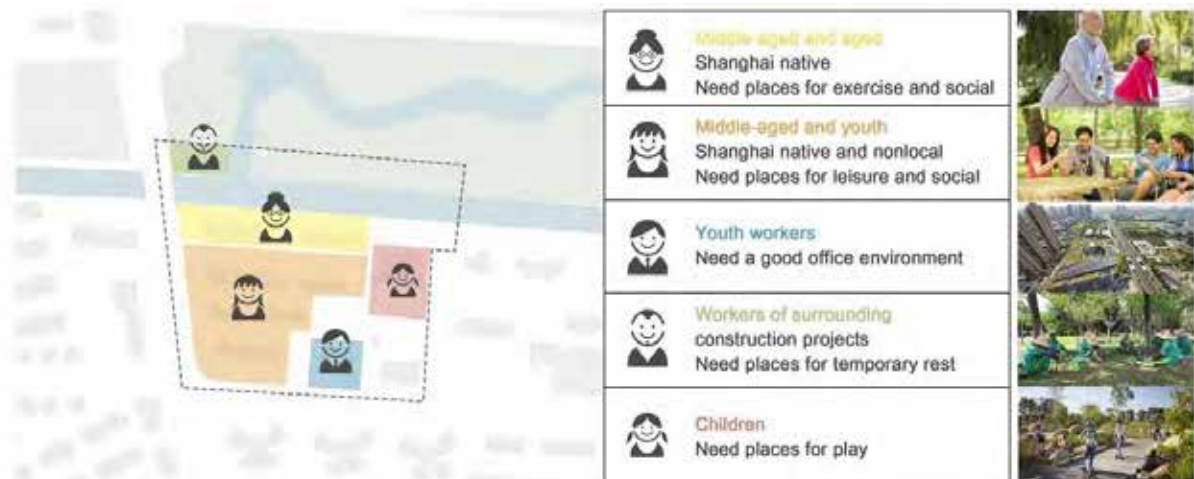 Middle-aged and aged
Shanghai native
Need places for exercise and social
Middle-aged and youth
Shanghai native and nonlocal
Need places for leisure and social
Youth workers
Need a good office environment
Workers of surrounding
construction projects
Need places for temporary rest
Children
Need places for play